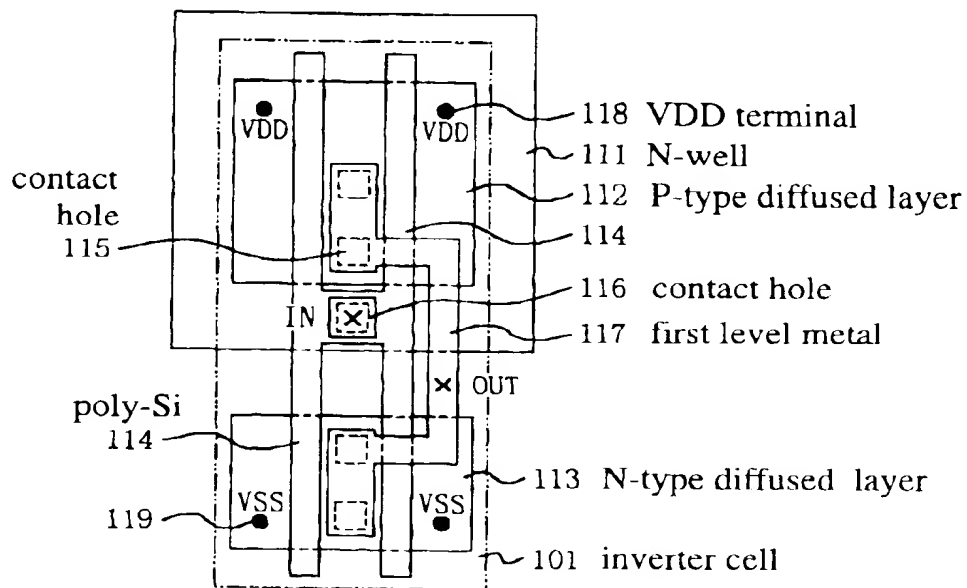 VDD
VDD
118 VDD terminal
111 N-well
112 P-type diffused layer
contact
hole
115
114
IN
116 contact hole
117 first level metal
OUT
poly-Si
114
113 N-type diffused layer
VSS
VSS
119
101 inverter cell